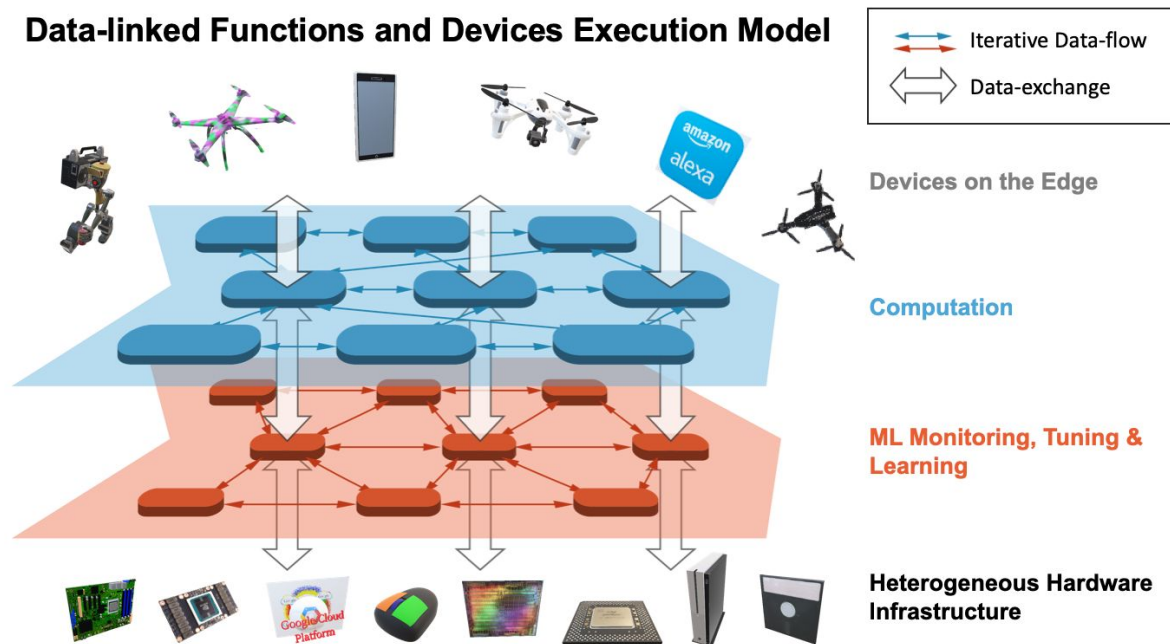 Data-linked Functions and Devices Execution Model
Iterative Data-flow
Data-exchange
amazon
alexa
Devices on the Edge
Computation
ML Monitoring, Tuning &
Learning
Heterogeneous Hardware
Infrastructure
Google Cloud
Platform